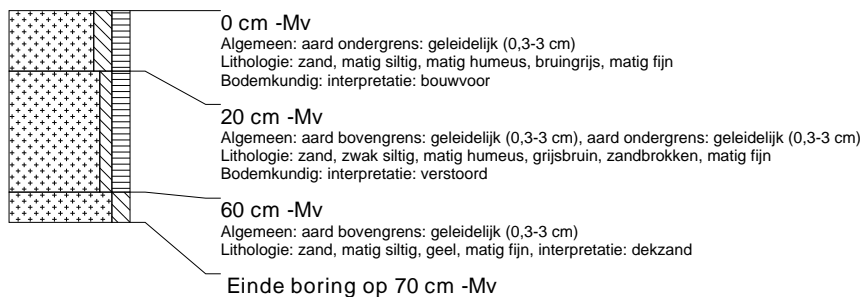 0 cm -Mv
Algemeen: aard ondergrens: geleidelijk (0,3-3 cm)
Lithologie: zand, matig siltig, matig humeus, bruingrijs, matig fijn
Bodemkundig: interpretatie: bouwvoor
20 cm -Mv
Algemeen: aard bovengrens: geleidelijk (0,3-3 cm), aard ondergrens: geleidelijk (0,3-3 cm)
Lithologie: zand, zwak siltig, matig humeus, grijsbruin, zandbrokken, matig fijn
Bodemkundig: interpretatie: verstoord
60 cm -Mv
Algemeen: aard bovengrens: geleidelijk (0,3-3 cm)
Lithologie: zand, matig siltig, geel, matig fijn, interpretatie: dekzand
Einde boring op 70 cm -Mv